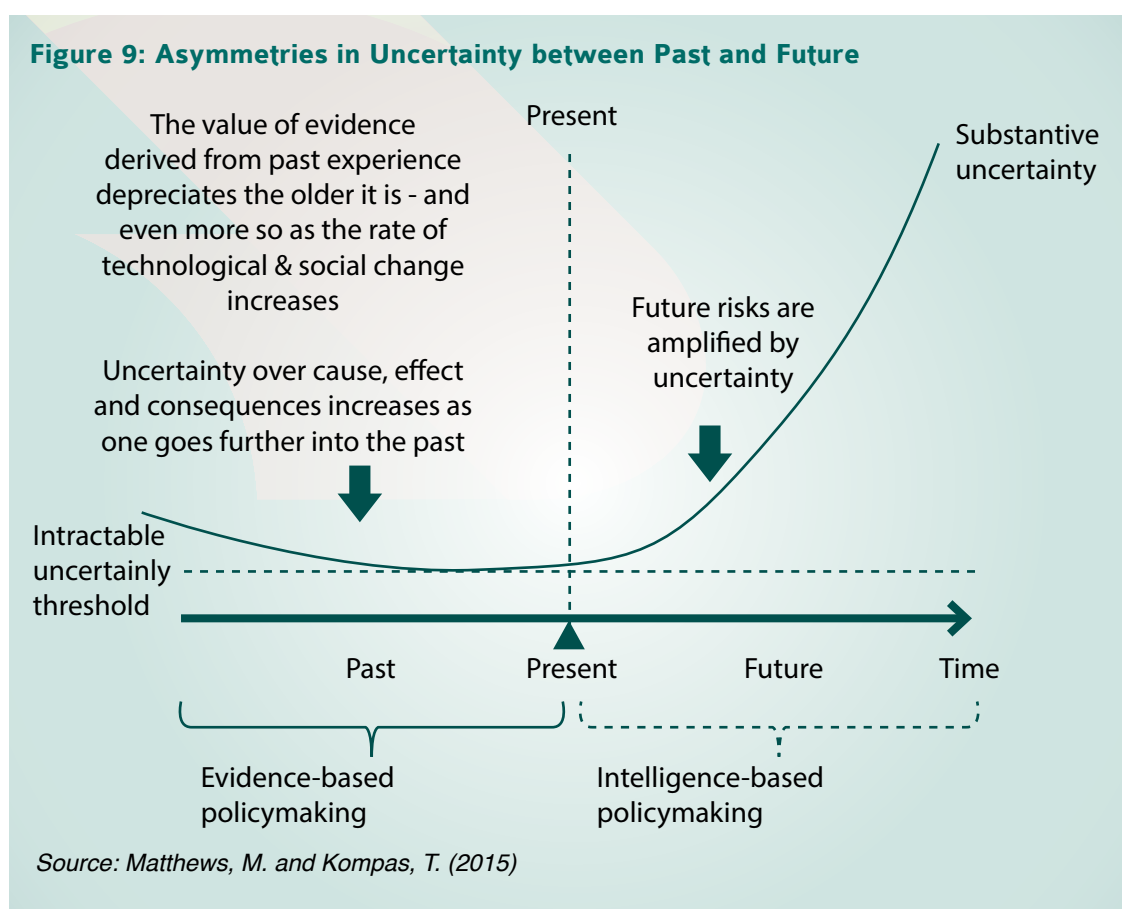 Figure 9: Asymmetries in Uncertainty between Past and Future
The value of evidence
derived from past experience
depreciates the older it is - and
even more so as the rate of
technological & social change
increases
Uncertainty over cause, effect
and consequences increases as
one goes further into the past
Present
Substantive
uncertainty
Future risks are
amplified by
uncertainty
Intractable
uncertainly
threshold
Past
Present
Future
Time
Evidence-based
policymaking
Intelligence-based
policymaking
Source: Matthews, M. and Kompas, T. (2015)